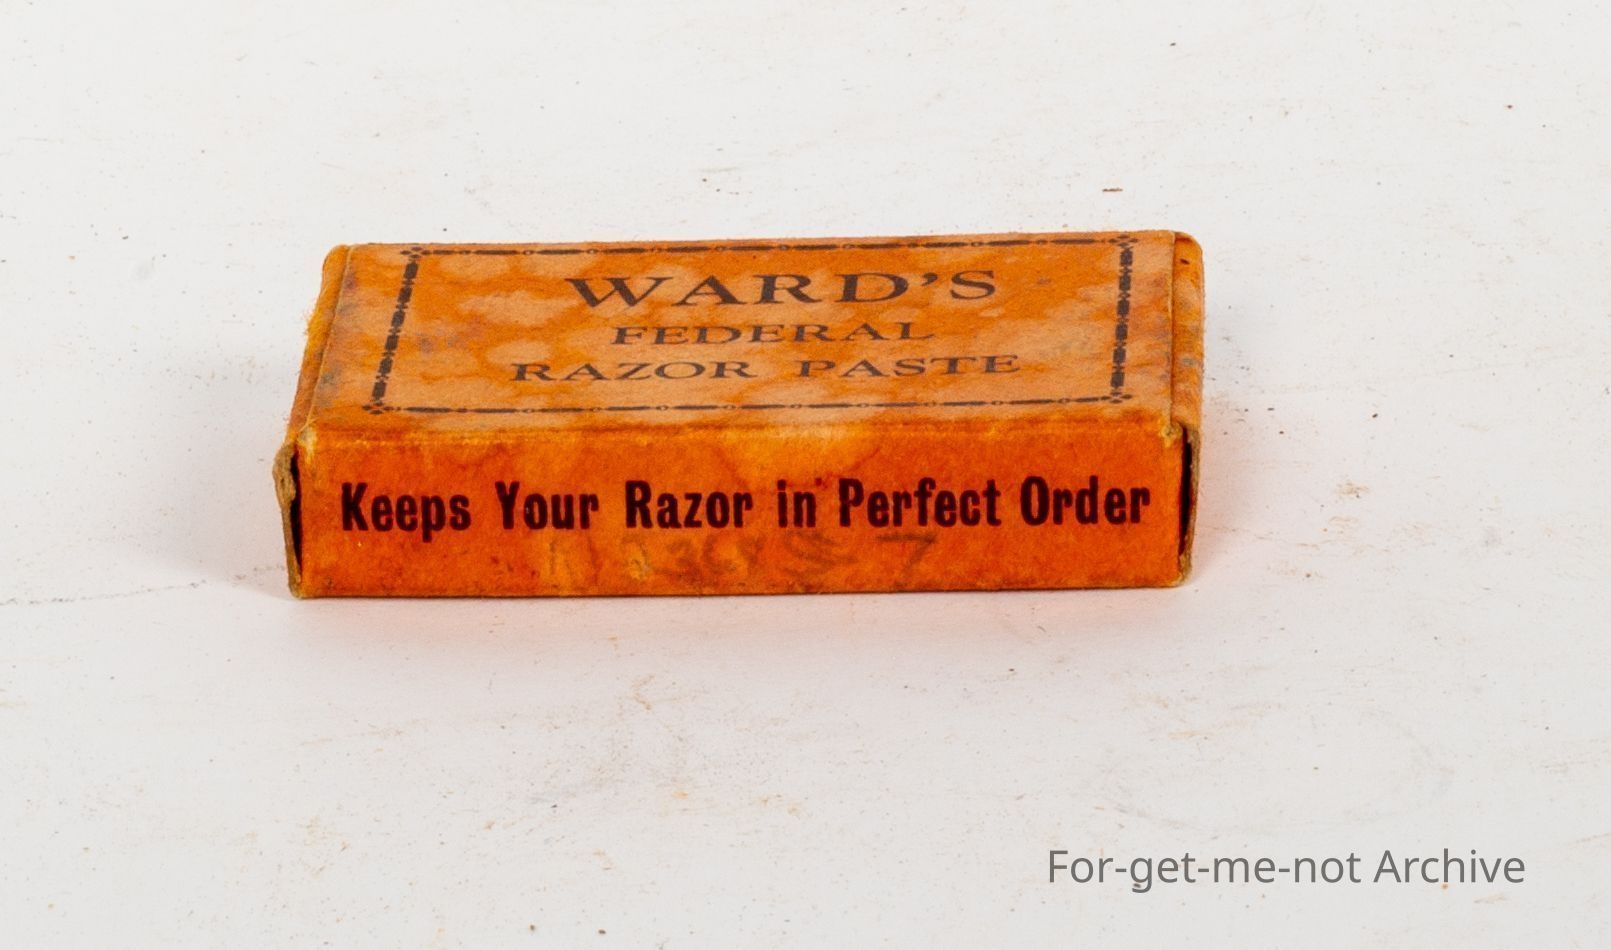 WARD'S
FEDERAL
RAZOR PASTE
Keeps Your Razor in Perfect Order
For-get-me-not Archive